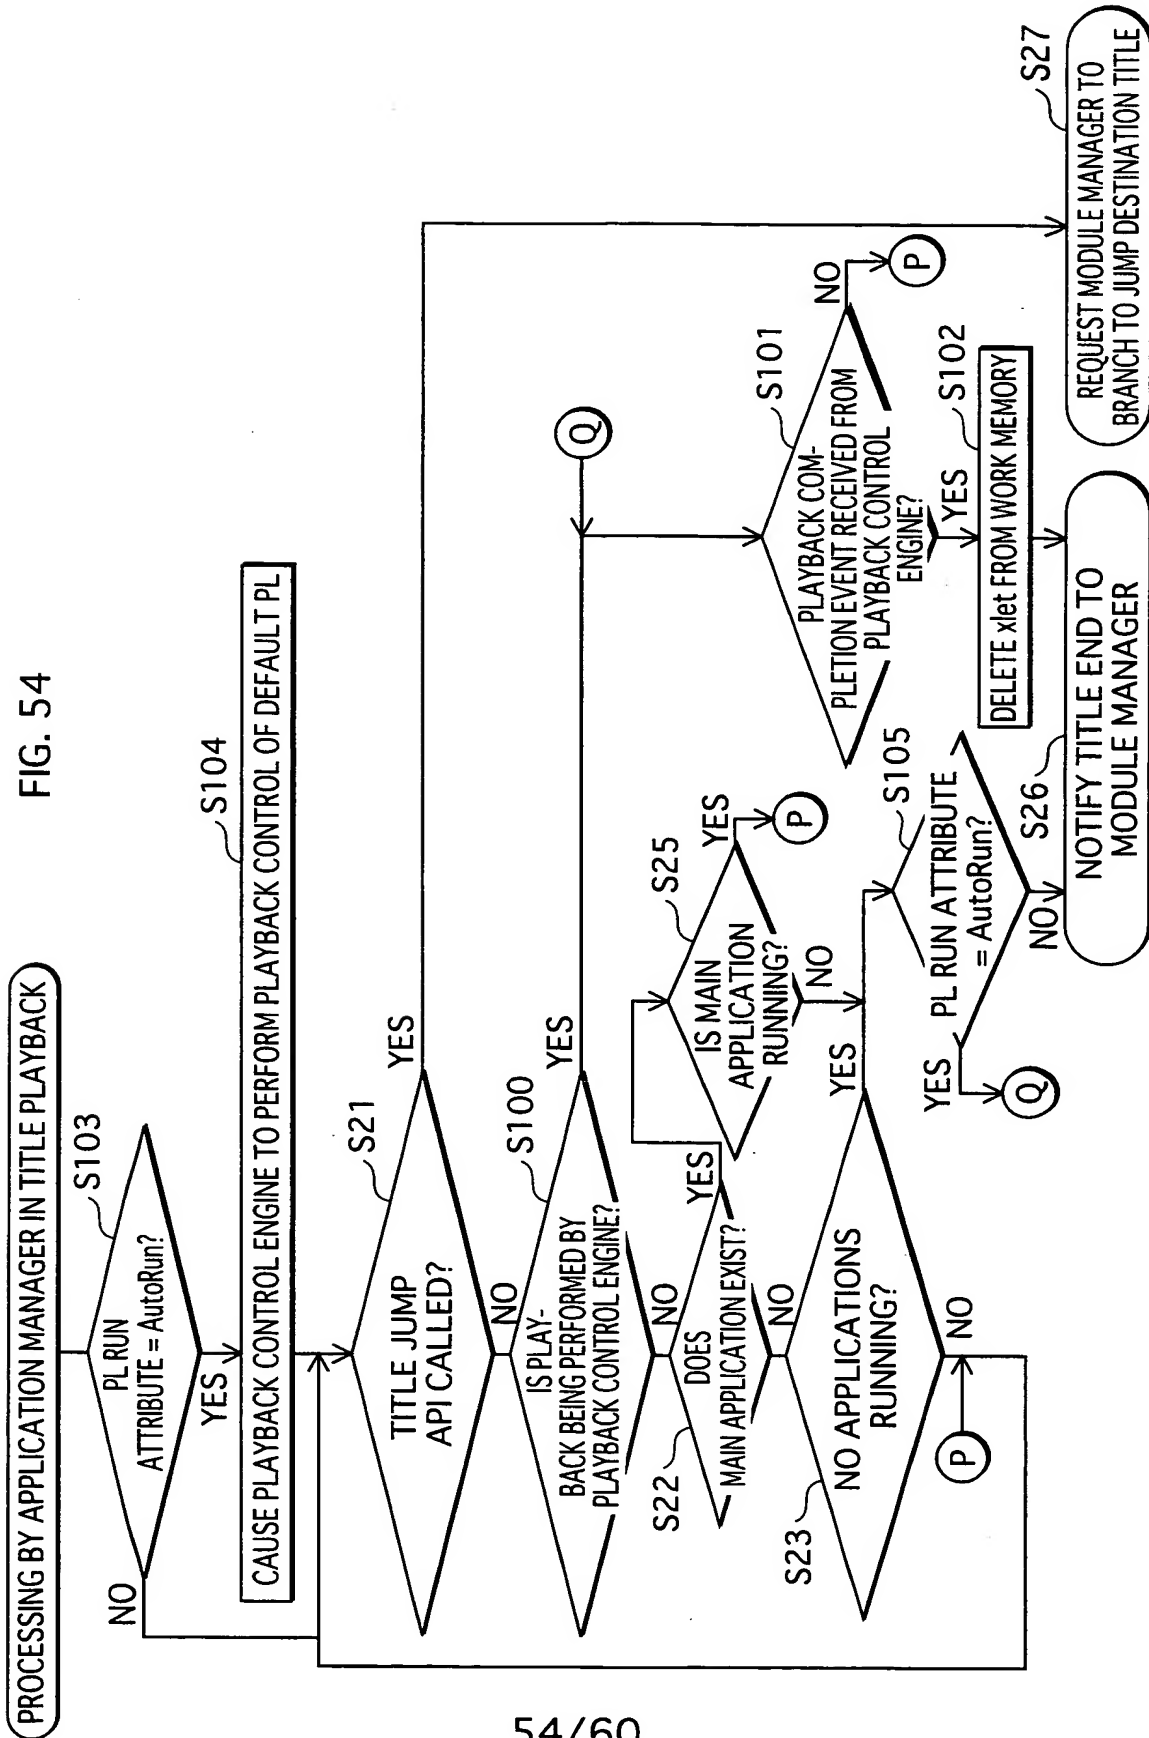 FIG. 54
PROCESSING BY APPLICATION MANAGER IN TITLE PLAYBACK
S103
PL RUN
ATTRIBUTE = AutoRun?
NO
YES
S104
CAUSE PLAYBACK CONTROL ENGINE TO PERFORM PLAYBACK CONTROL OF DEFAULT PL
S21
TITLE JUMP
API CALLED?
YES
NO
S100
IS PLAY-
BACK BEING PERFORMED BY
PLAYBACK CONTROL ENGINE?
YES
NO
S22
DOES
MAIN APPLICATION EXIST?
YES
NO
S25
IS MAIN
APPLICATION
RUNNING?
YES
P
NO
S23
NO APPLICATIONS
RUNNING?
YES
NO
P
Q
S101
PLAYBACK COM-
PLETION EVENT RECEIVED FROM
PLAYBACK CONTROL
ENGINE?
NO
P
YES
S102
DELETE xlet FROM WORK MEMORY
S105
PL RUN ATTRIBUTE
= AutoRun?
YES
Q
NO
S26
NOTIFY TITLE END TO
MODULE MANAGER
S27
REQUEST MODULE MANAGER TO
BRANCH TO JUMP DESTINATION TITLE
54/60